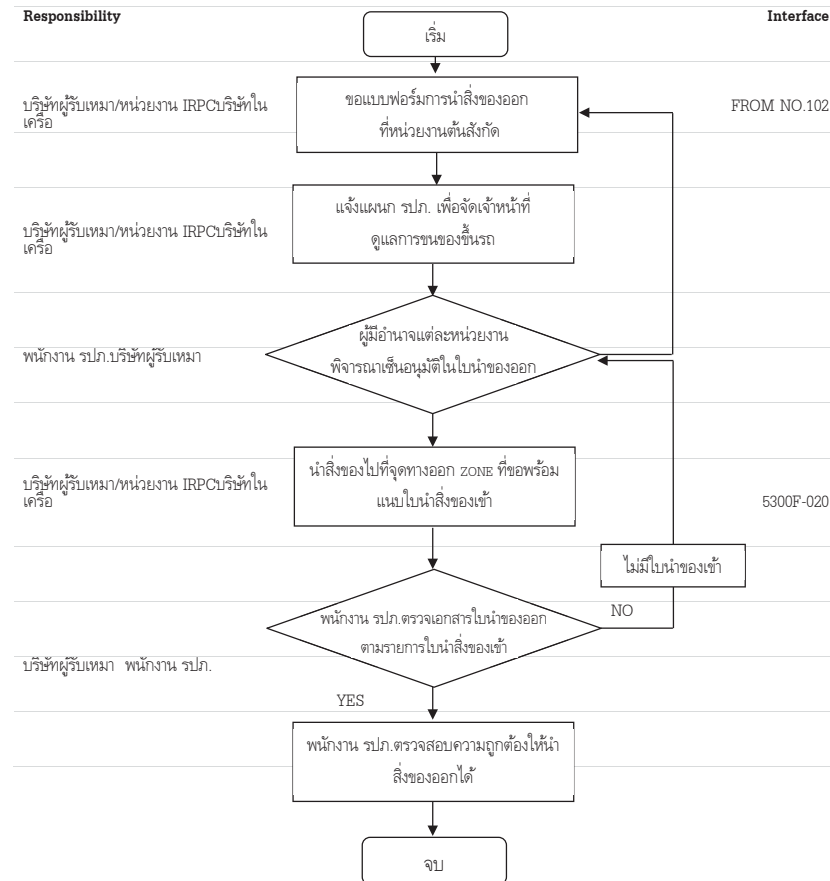 Responsibility
Interface
เริ่ม
บริษัทผู้รับเหมา/หน่วยงาน IRPCบริษัทใน
เครือ
ขอแบบฟอร์มการนำสิ่งของออก
ที่หน่วยงานต้นสังกัด
FROM NO.102
บริษัทผู้รับเหมา/หน่วยงาน IRPCบริษัทใน
เครือ
แจ้งแผนก รปภ. เพื่อจัดเจ้าหน้าที่
ดูแลการขนของขึ้นรถ
พนักงาน รปภ.บริษัทผู้รับเหมา
ผู้มีอำนาจแต่ละหน่วยงาน
พิจารณาเซ็นอนุมัติในใบนำของออก
บริษัทผู้รับเหมา/หน่วยงาน IRPCบริษัทใน
เครือ
นำสิ่งของไปที่จุดทางออก ZONE ที่ขอพร้อม
แนบใบนำสิ่งของเข้า
5300F-020
ไม่มีใบนำของเข้า
NO
พนักงาน รปภ.ตรวจเอกสารใบนำของออก
ตามรายการใบนำสิ่งของเข้า
บริษัทผู้รับเหมา พนักงาน รปภ.
YES
พนักงาน รปภ.ตรวจสอบความถูกต้องให้นำ
สิ่งของออกได้
จบ